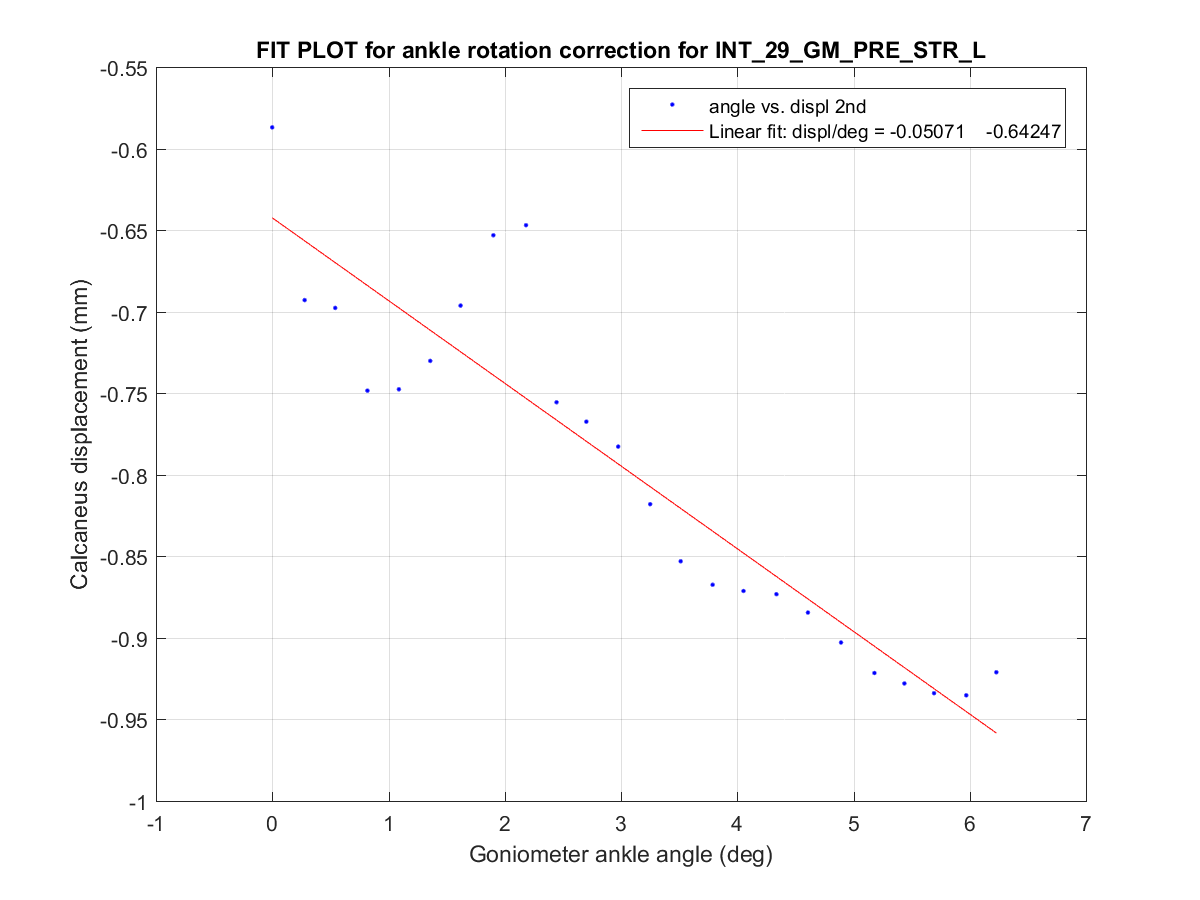 FIT PLOT for ankle rotation correction for INT_29_GM_PRE_STR_L
angle vs. displ 2nd
Linear fit: displ/deg = -0.05071    -0.64247
Calcaneus displacement (mm)
-0.55
-0.6
-0.65
-0.7
-0.75
-0.8
-0.85
-0.9
-0.95
-1
-1 0 1 2 3 4 5 6 7
Goniometer ankle angle (deg)